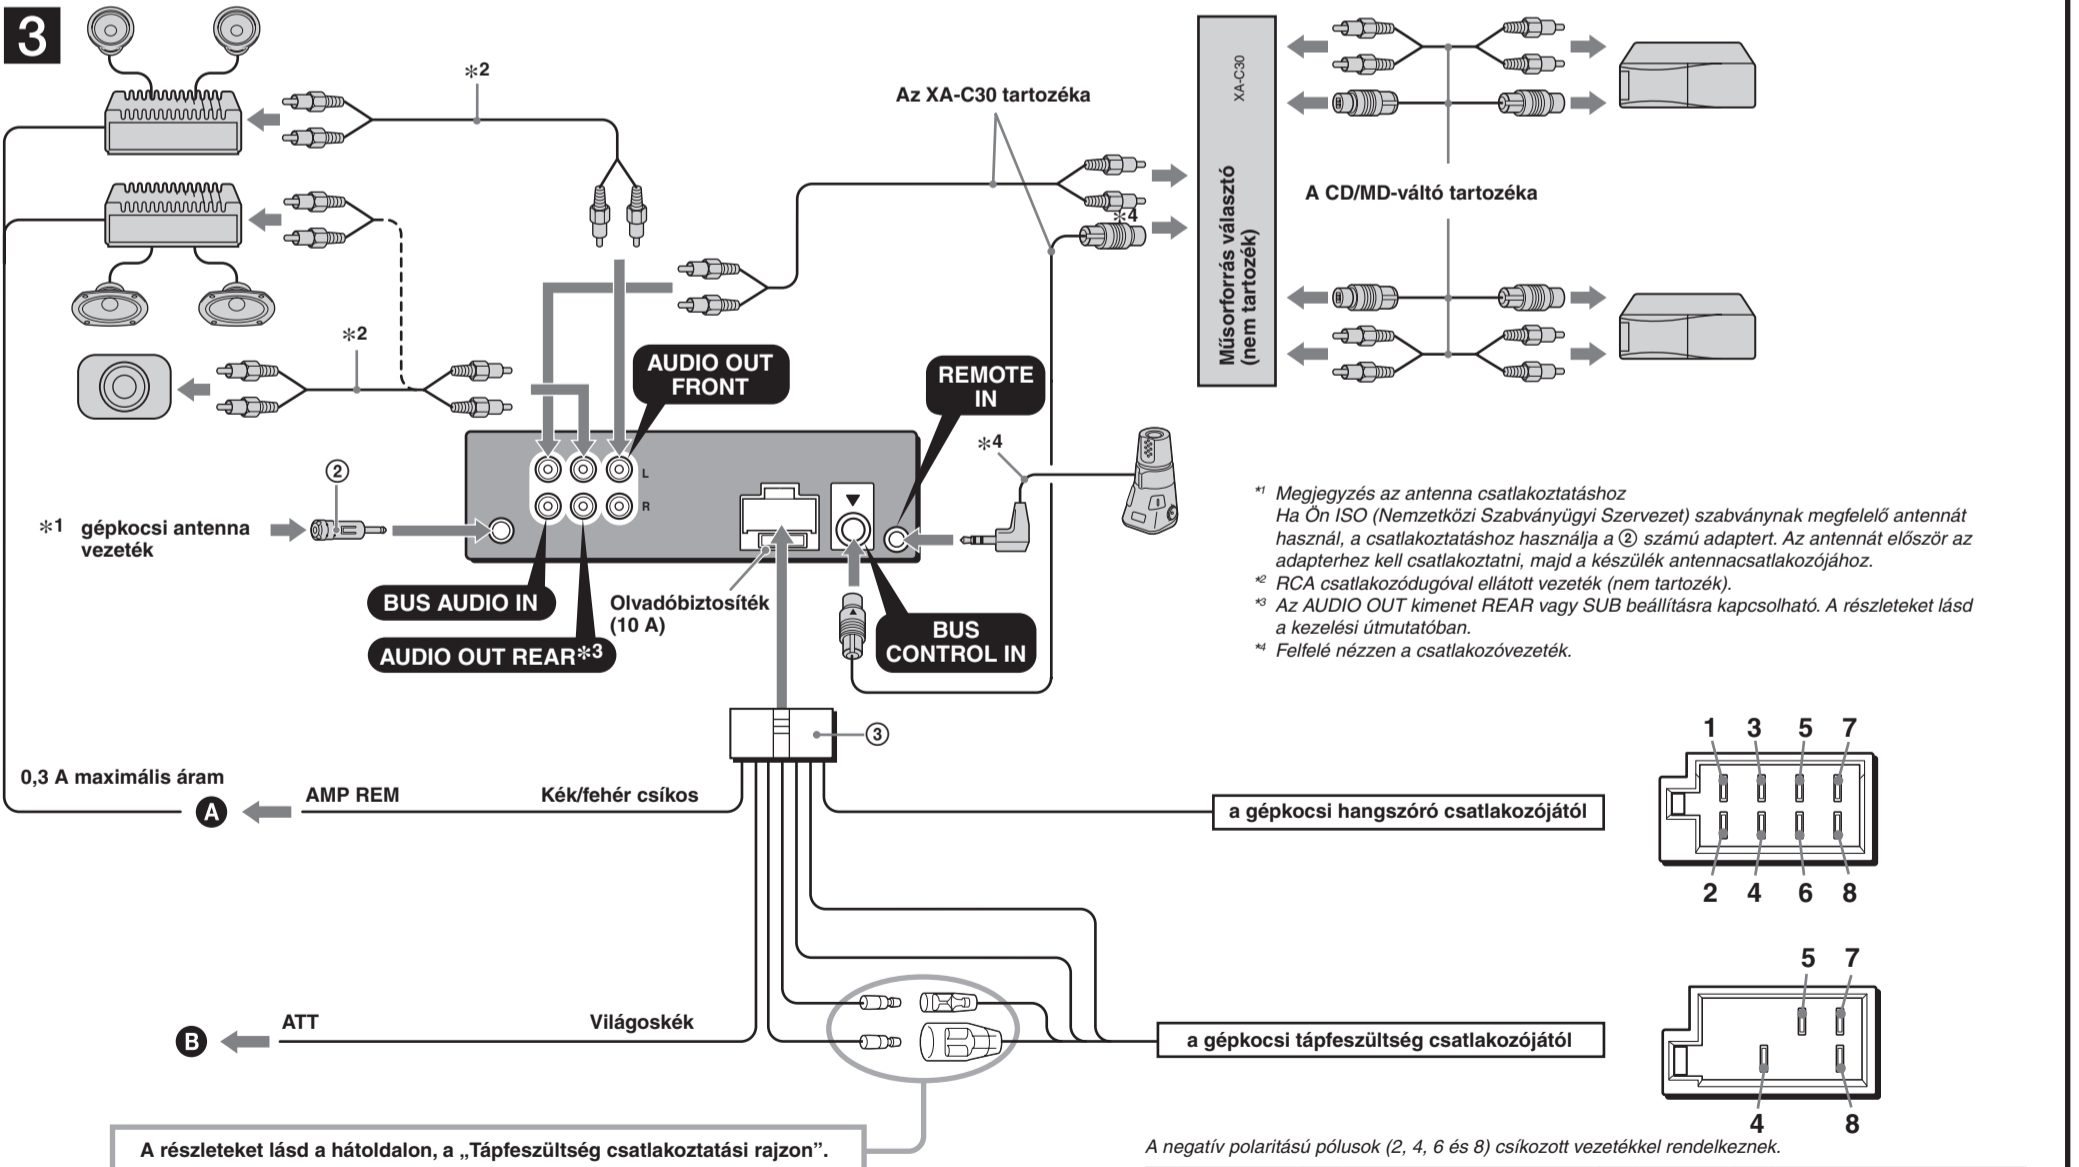 3
*2
Az XA-C30 tartozéka
XA-C30
Műsorforrás választó
(nem tartozék)
A CD/MD-váltó tartozéka
*4
*2
AUDIO OUT
FRONT
REMOTE
IN
*4
L
R
2
*1 gépkocsi antenna
vezeték
BUS AUDIO IN
AUDIO OUT REAR*3
Olvadóbiztosíték
(10 A)
BUS
CONTROL IN
*1 Megjegyzés az antenna csatlakoztatáshoz
Ha Ön ISO (Nemzetközi Szabványügyi Szervezet) szabványnak megfelelő antennát
használ, a csatlakoztatáshoz használja a ② számú adaptert. Az antennát először az
adapterhez kell csatlakoztatni, majd a készülék antennacsatlakozójához.
*2 RCA csatlakozódugóval ellátott vezeték (nem tartozék).
*3 Az AUDIO OUT kimenet REAR vagy SUB beállításra kapcsolható. A részleteket lásd
a kezelési útmutatóban.
*4 Felfelé nézzen a csatlakozóvezeték.
3
0,3 A maximális áram
A
AMP REM
Kék/fehér csíkos
a gépkocsi hangszóró csatlakozójától
1 3 5 7
2 4 6 8
B
ATT
Világoskék
a gépkocsi tápfeszültség csatlakozójától
5 7
4 8
A részleteket lásd a hátoldalon, a „Tápfeszültség csatlakoztatási rajzon”.
A negatív polaritású pólusok (2, 4, 6 és 8) csíkozott vezetékkel rendelkeznek.